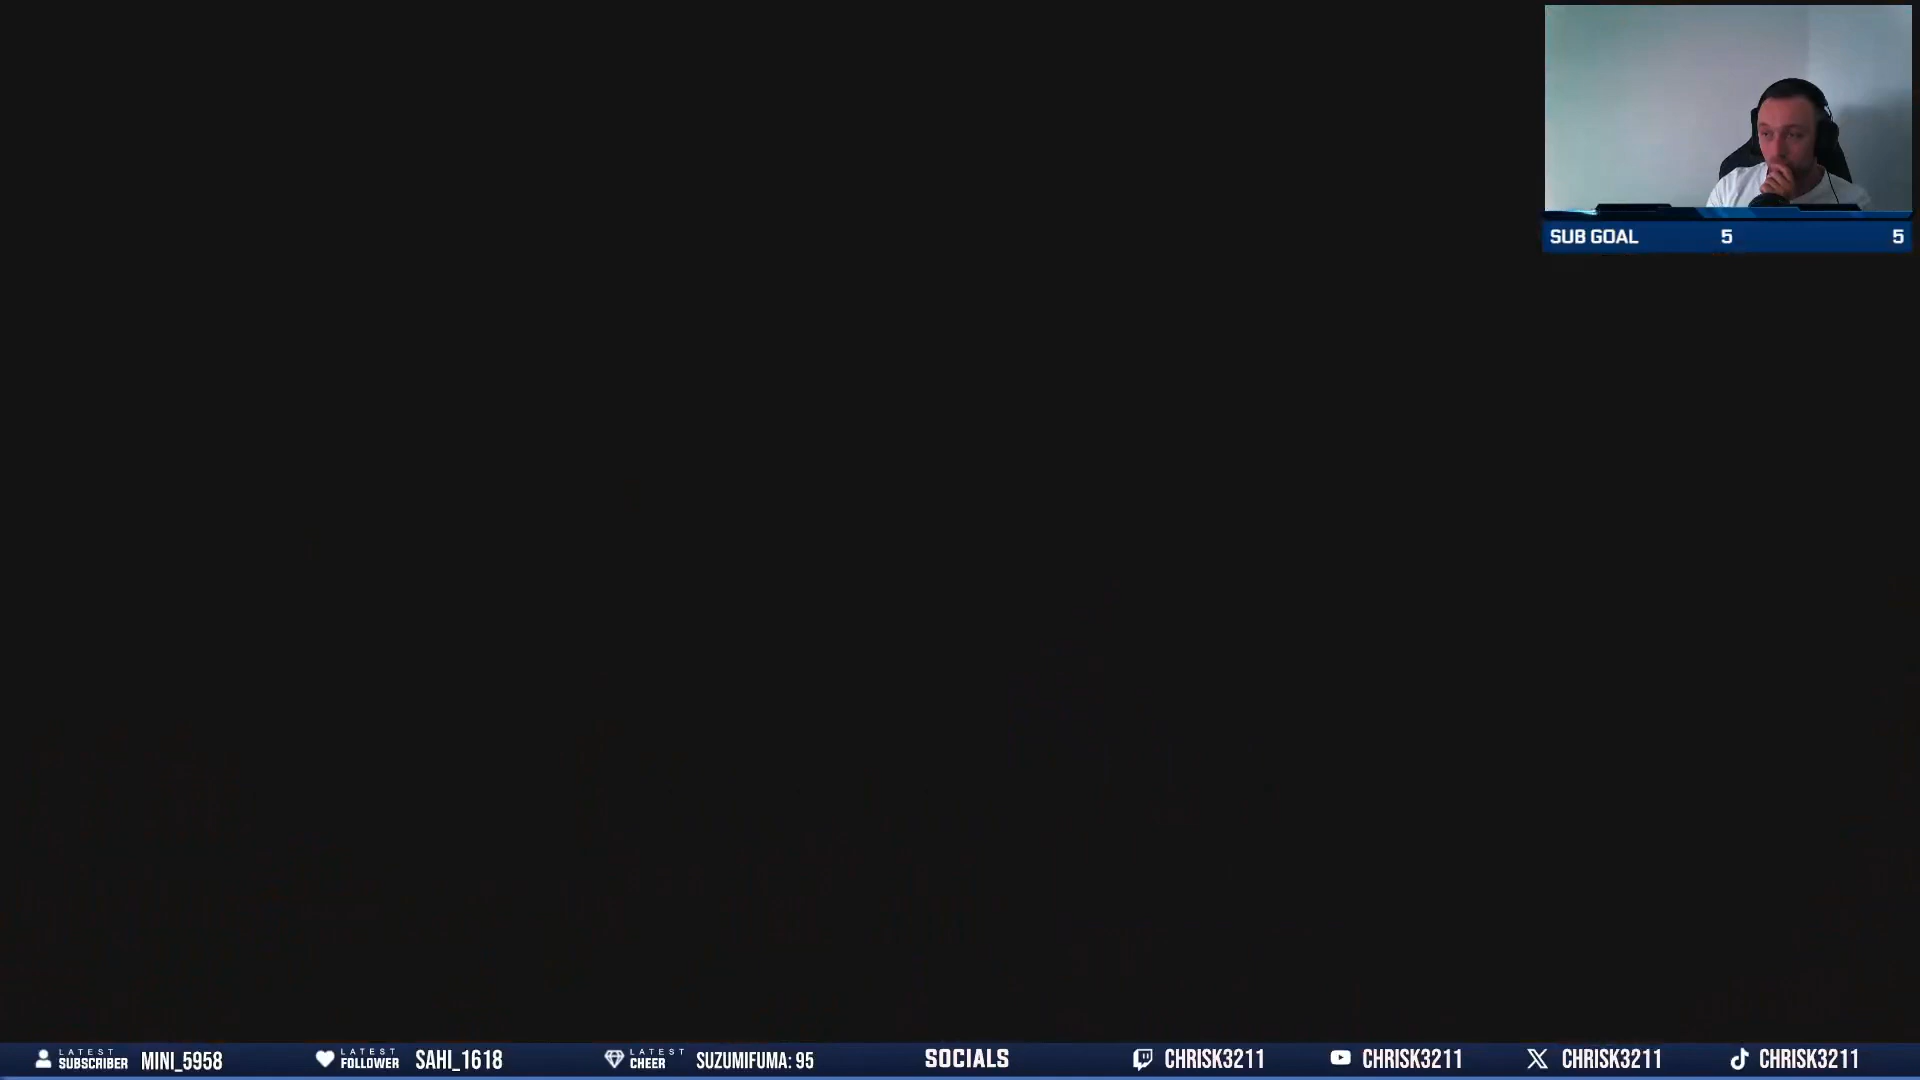 SUB GOAL 5 5
LATEST SUBSCRIBER MINI_5958
LATEST FOLLOWER SAHI_1618
LATEST CHEER SUZUMIFUMA: 95
SOCIALS
CHRISK3211
CHRISK3211
CHRISK3211
CHRISK3211